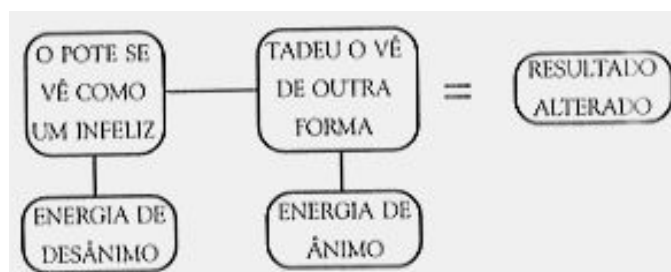 O POTE SE
VÊ COMO
UM INFELIZ
TADEU O VÊ
DE OUTRA
FORMA
=
RESULTADO
ALTERADO
ENERGIA DE
DESÂNIMO
ENERGIA DE
ÂNIMO